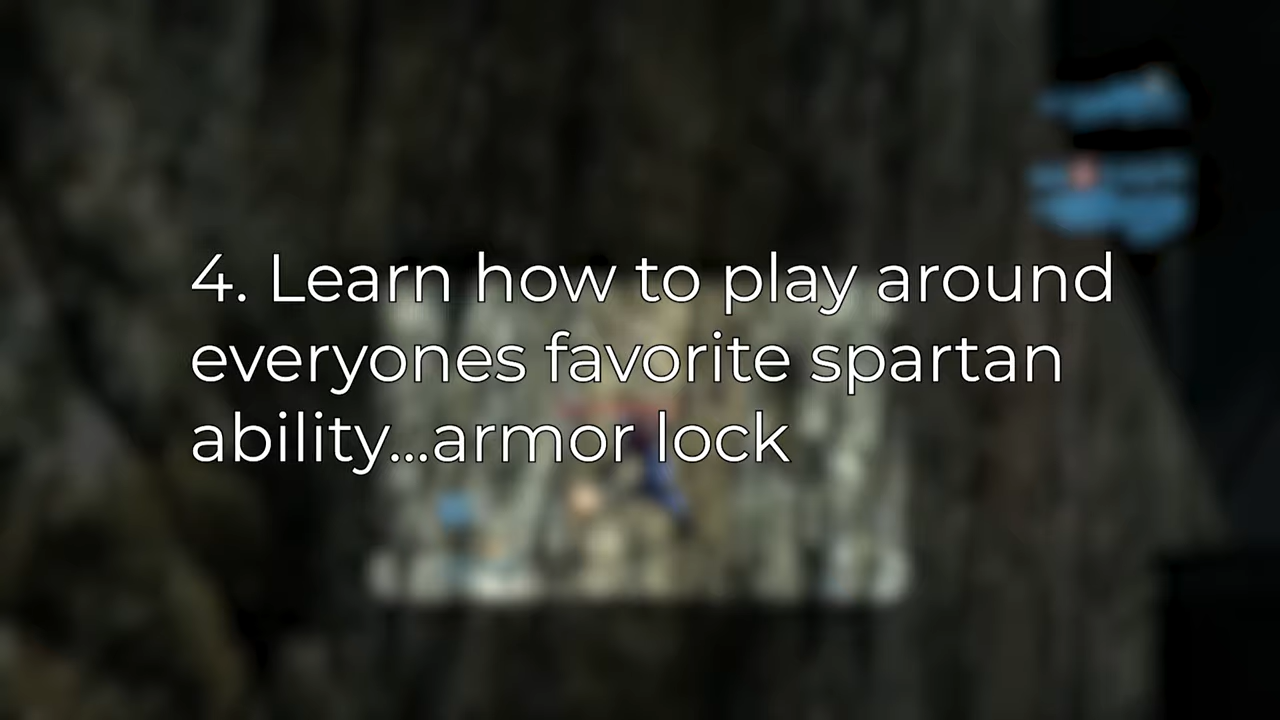 4. Learn how to play around
everyones favorite spartan
ability...armor lock